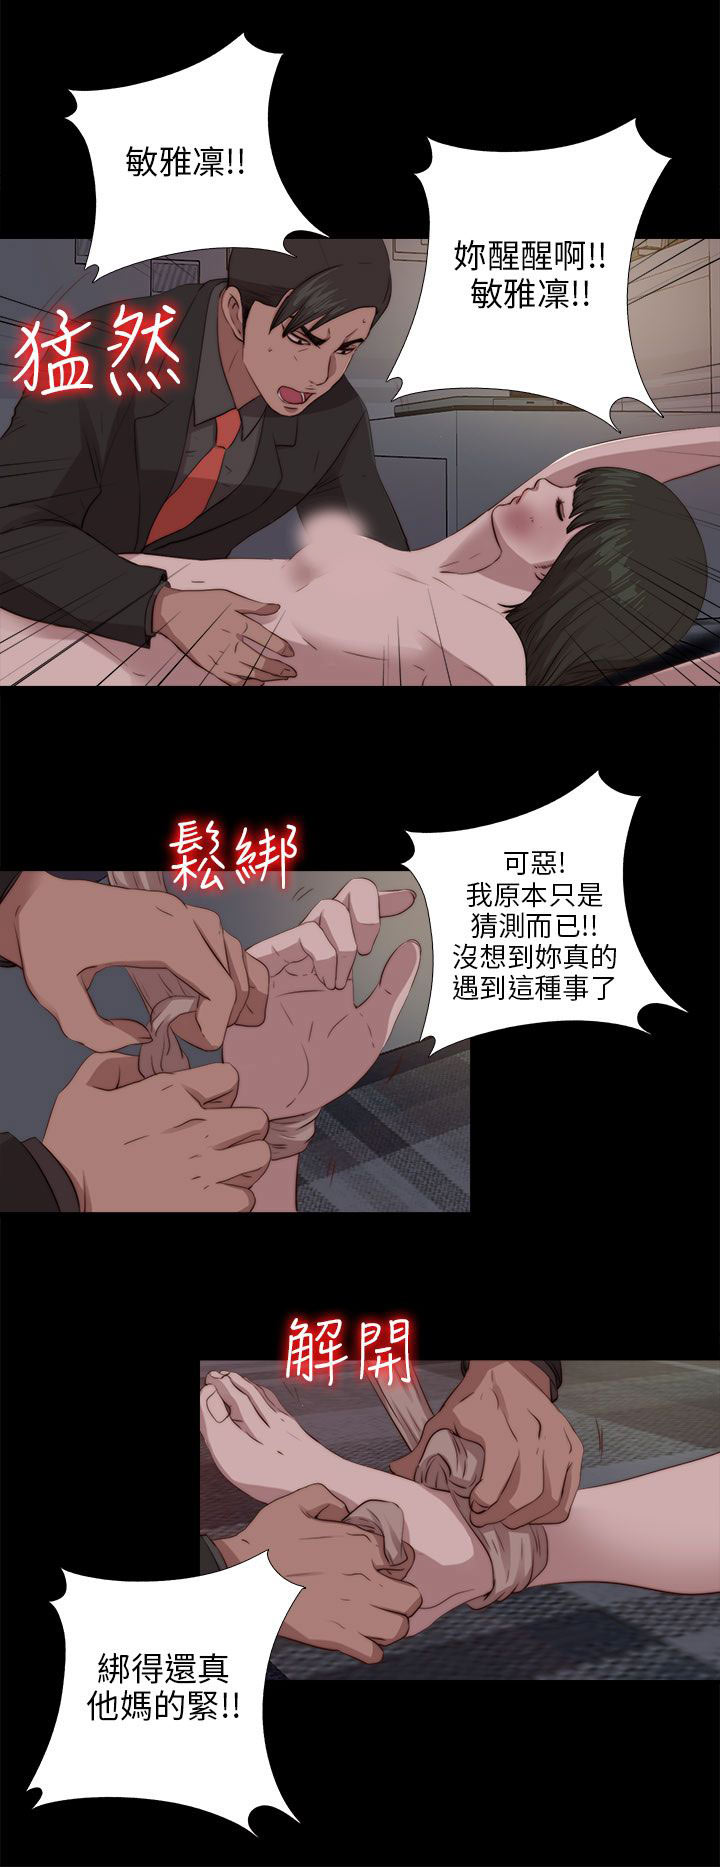 敏雅凜!!
妳醒醒啊!!
敏雅凜!!
猛然
鬆綁
可惡!
我原本只是
猜測而已!!
沒想到妳真的
遇到這種事了
解開
綁得還真
他媽的緊!!